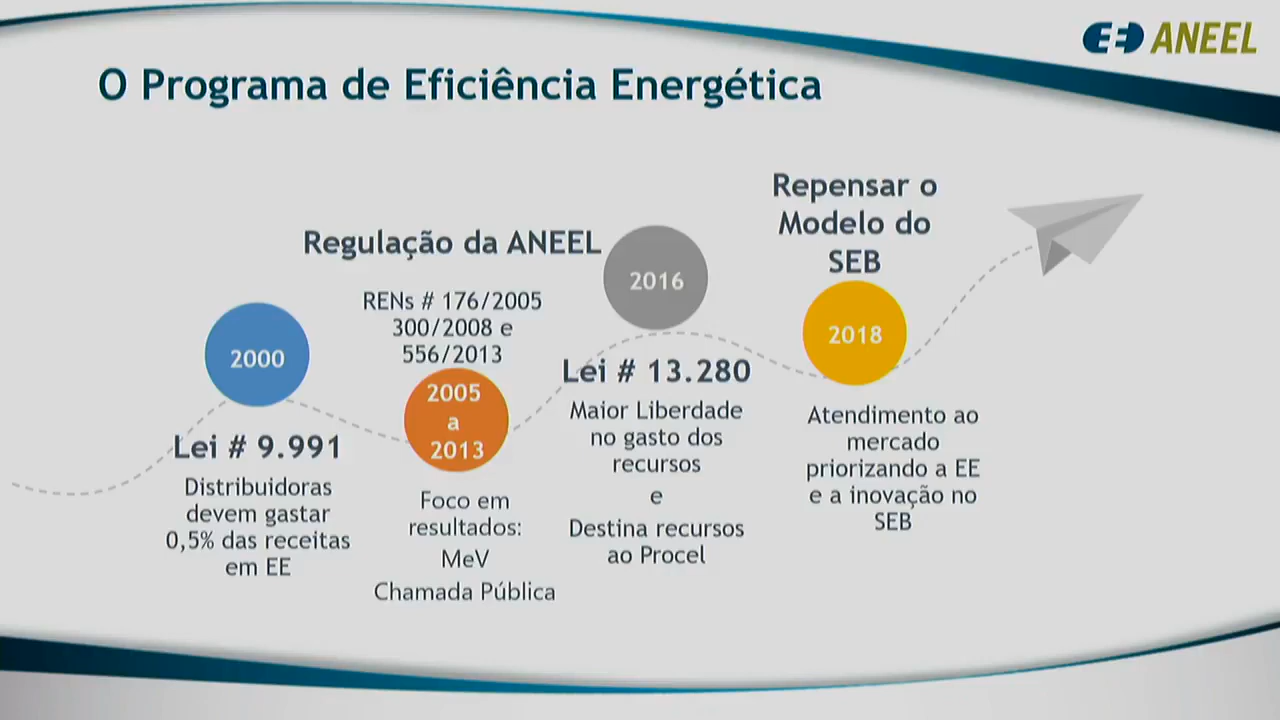 ANEEL
O Programa de Eficiência Energética
2000
Lei # 9.991
Distribuidoras
devem gastar
0,5% das receitas
em EE
Regulação da ANEEL
RENs # 176/2005
300/2008 e
556/2013
2005
a
2013
Foco em
resultados:
MeV
Chamada Pública
2016
Lei # 13.280
Maior Liberdade
no gasto dos
recursos
e
Destina recursos
ao Procel
Repensar o
Modelo do
SEB
2018
Atendimento ao
mercado
priorizando a EE
e a inovação no
SEB